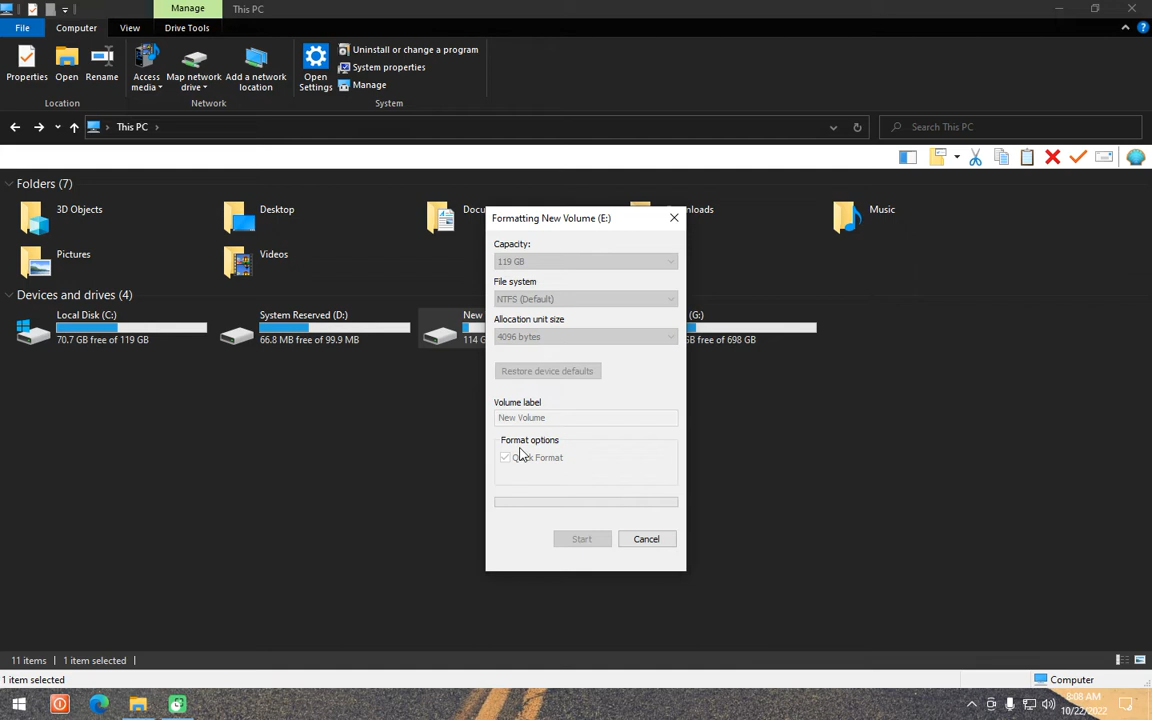 Manage
This PC
File
Computer
View
Drive Tools
Properties
Open
Rename
Access media
Map network drive
Add a network location
Open Settings
Uninstall or change a program
System properties
Manage
Location
Network
System
This PC
Search This PC
Folders (7)
3D Objects
Desktop
Docu
nloads
Music
Pictures
Videos
Devices and drives (4)
Local Disk (C:)
70.7 GB free of 119 GB
System Reserved (D:)
66.8 MB free of 99.9 MB
New
114 G
(G:)
ee of 698 GB
Formatting New Volume (E:)
Capacity:
119 GB
File system
NTFS (Default)
Allocation unit size
4096 bytes
Restore device defaults
Volume label
New Volume
Format options
Quick Format
Start
Cancel
11 items
1 item selected
1 item selected
Computer
8:08 AM
10/22/2022